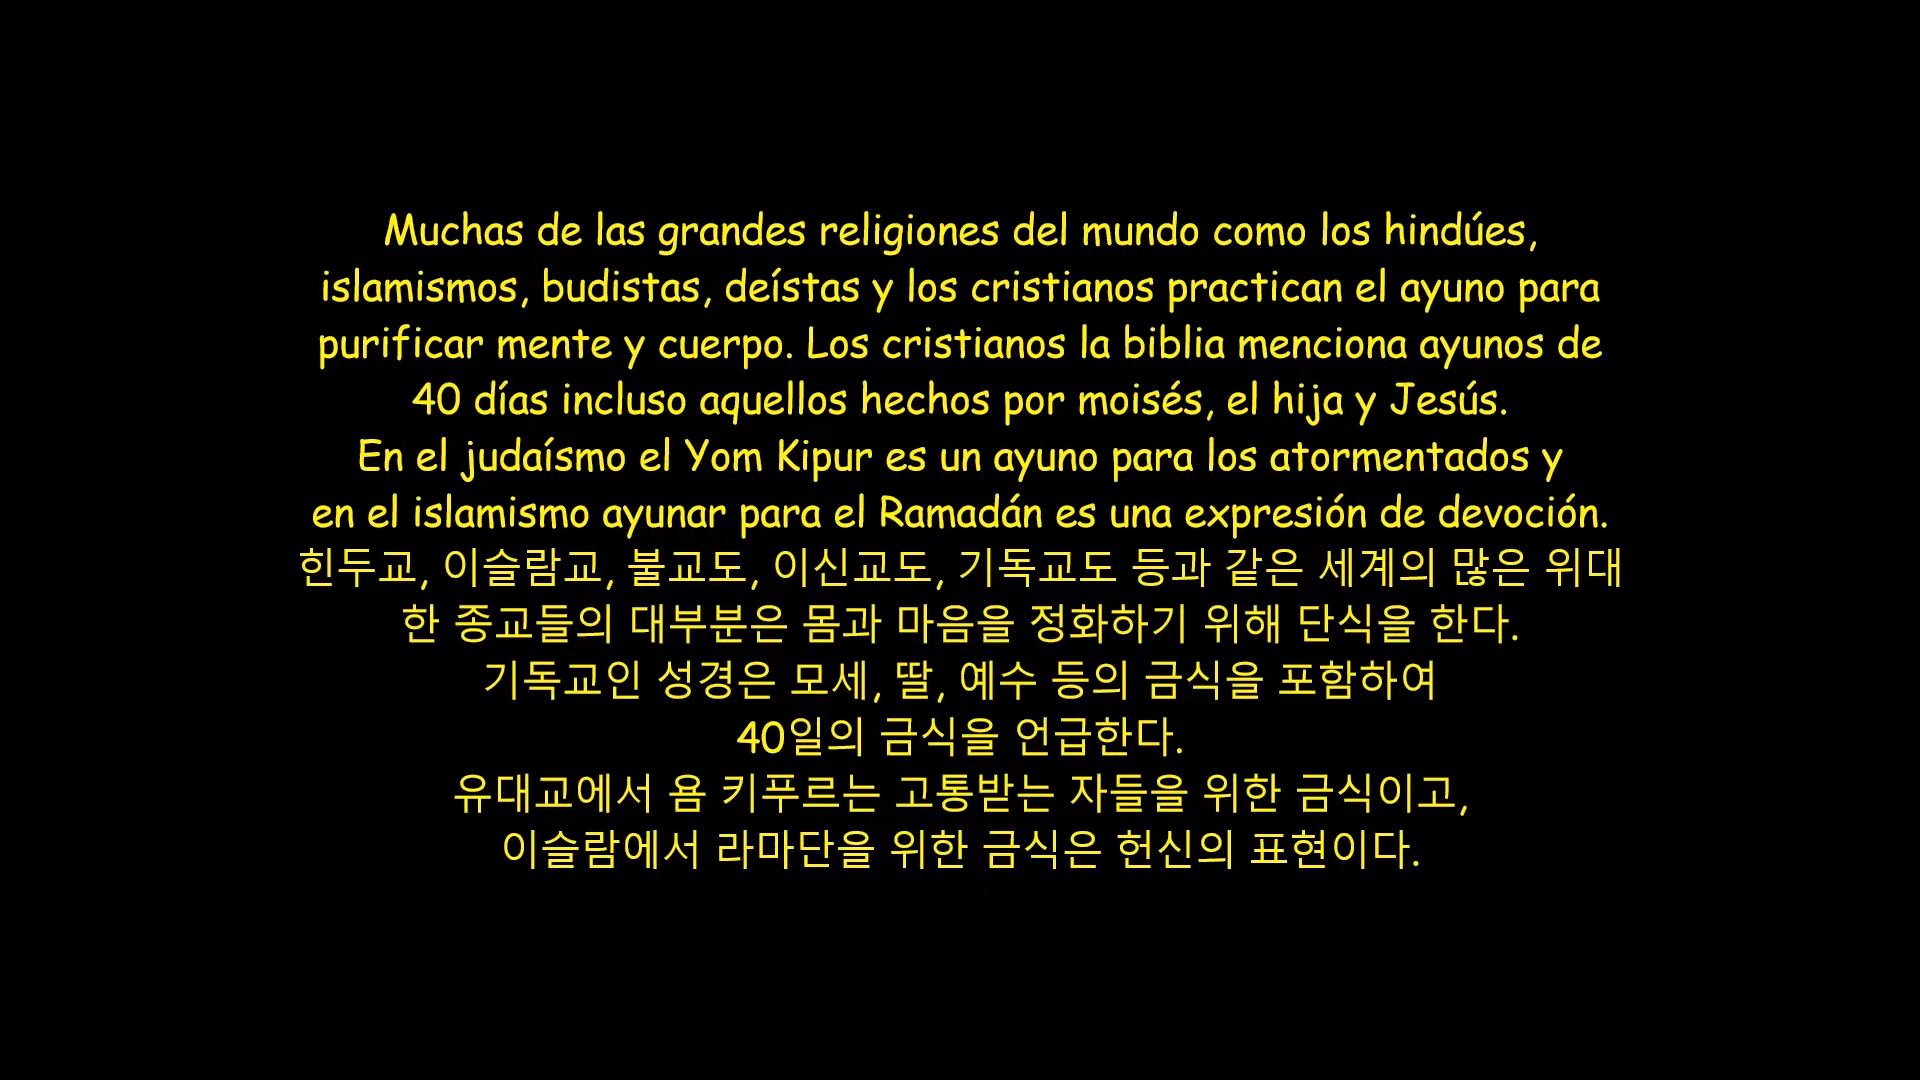 Muchas de las grandes religiones del mundo como los hindúes,
islamismos, budistas, deístas y los cristianos practican el ayuno para
purificar mente y cuerpo. Los cristianos la biblia menciona ayunos de
40 días incluso aquellos hechos por moisés, el hija y Jesús.
En el judaísmo el Yom Kipur es un ayuno para los atormentados y
en el islamismo ayunar para el Ramadán es una expresión de devoción.
힌두교, 이슬람교, 불교도, 이신교도, 기독교도 등과 같은 세계의 많은 위대
한 종교들의 대부분은 몸과 마음을 정화하기 위해 단식을 한다.
기독교인 성경은 모세, 딸, 예수 등의 금식을 포함하여
40일의 금식을 언급한다.
유대교에서 욤 키푸르는 고통받는 자들을 위한 금식이고,
이슬람에서 라마단을 위한 금식은 헌신의 표현이다.